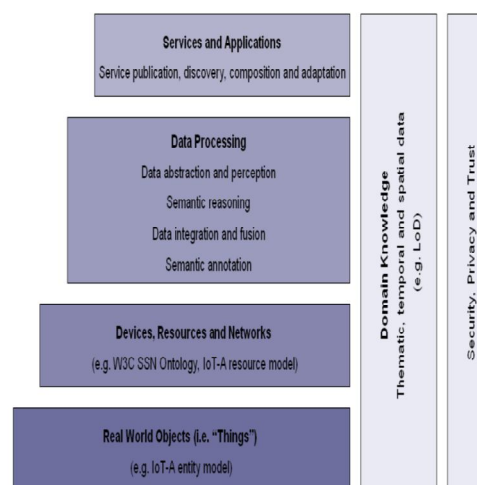 Services and Applications
Service publication, discovery, composition and adaptation
Data Processing
Data abstraction and perception
Semantic reasoning
Data integration and fusion
Semantic annotation
Devices, Resources and Networks
(e.g. W3C SSN Ontology, IoT-A resource model)
Real World Objects (i.e. “Things”)
(e.g. IoT-A entity model)
Domain Knowledge
Thematic, temporal and spatial data
(e.g. LoD)
Security, Privacy and Trust